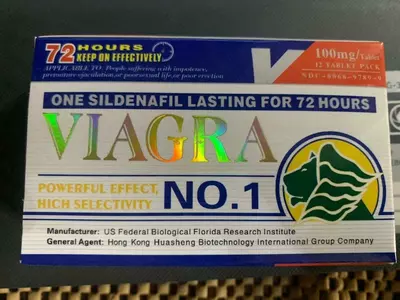 72 HOURS
KEEP ON EFFECTIVELY
APPLICABLE TO: People suffering with impotence,
premature ejaculation, or poor sexual life, or poor erection
100mg/Tablet
12 TABLET PACK
ONE SILDENAFIL LASTING FOR 72 HOURS
VIAGRA
POWERFUL EFFECT,
HIGH SELECTIVITY
NO.1
Manufacturer: US Federal Biological Florida Research Institute
General Agent: Hong Kong Huasheng Biotechnology International Group Company